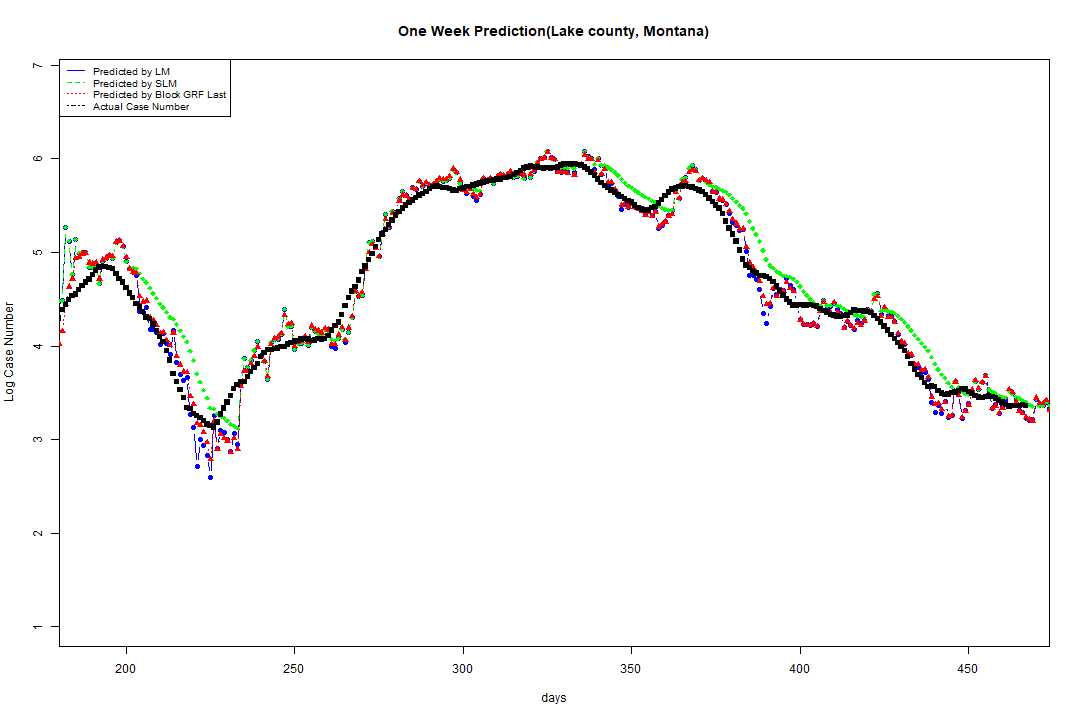 One Week Prediction(Lake county, Montana)
Predicted by LM
Predicted by SLM
Predicted by Block GRF Last
Actual Case Number
7
6
5
4
3
2
1
Log Case Number
200 250 300 350 400 450
days